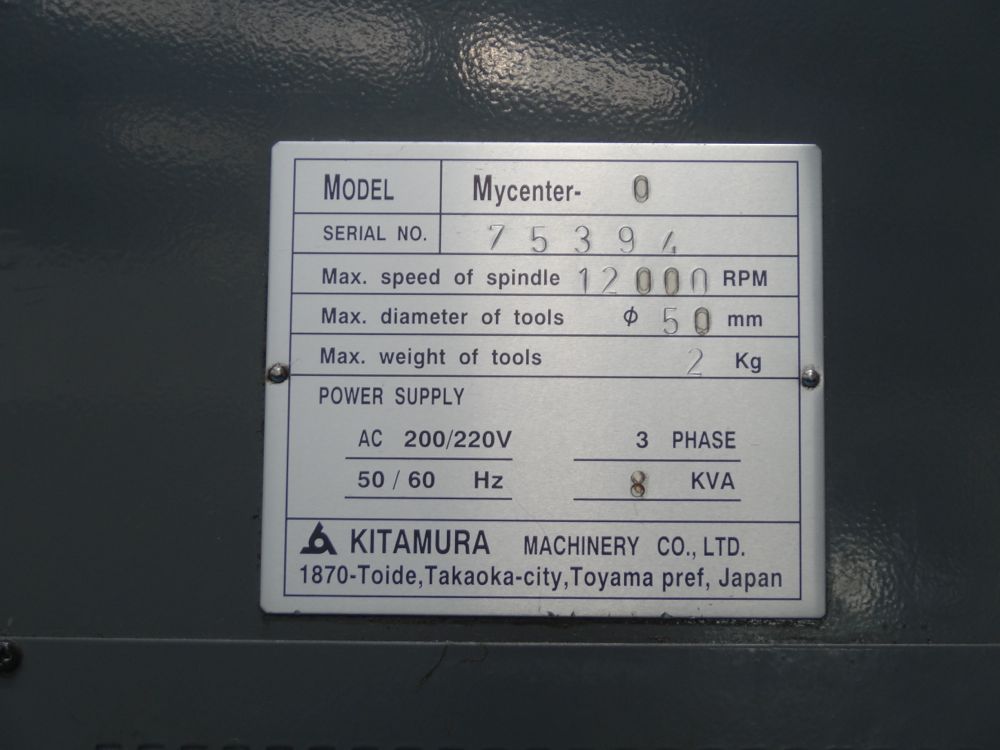 MODEL Mycenter- 0
SERIAL NO. 75394
Max. speed of spindle 12000 RPM
Max. diameter of tools φ 50 mm
Max. weight of tools 2 Kg
POWER SUPPLY
AC 200/220V 3 PHASE
50/60 Hz 8 KVA
KITAMURA MACHINERY CO., LTD.
1870-Toide, Takaoka-city, Toyama pref, Japan